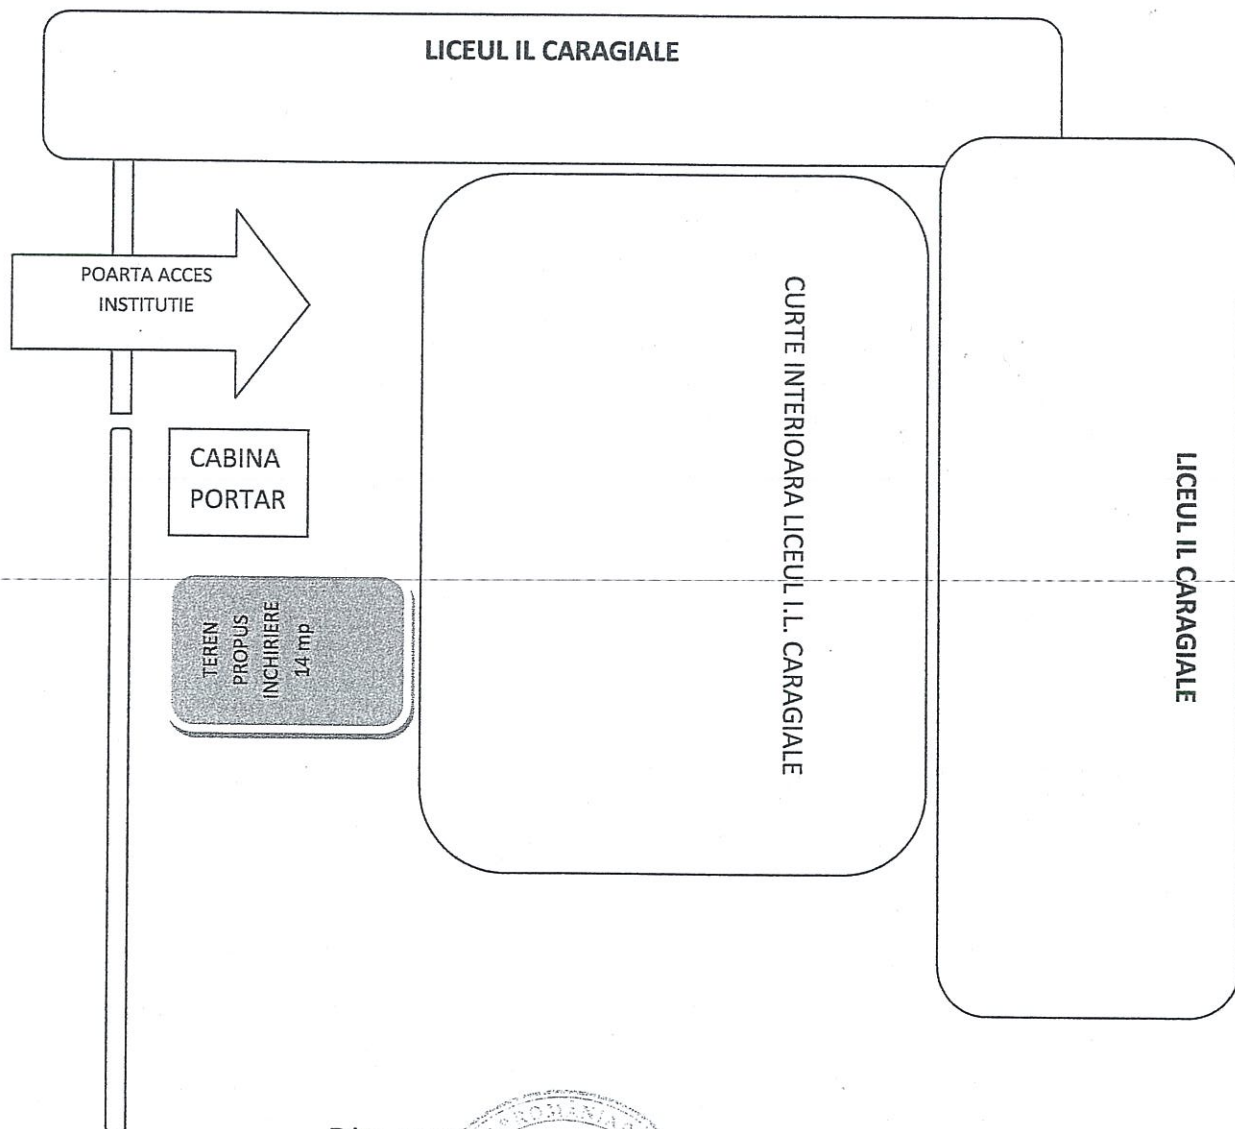 LICEUL IL CARAGIALE
POARTA ACCES
INSTITUTIE
CABINA
PORTAR
TEREN
PROPUS
INCHIRIERE
14 mp
CURTE INTERIOARA LICEUL I.L. CARAGIALE
LICEUL IL CARAGIALE
ROMANIA